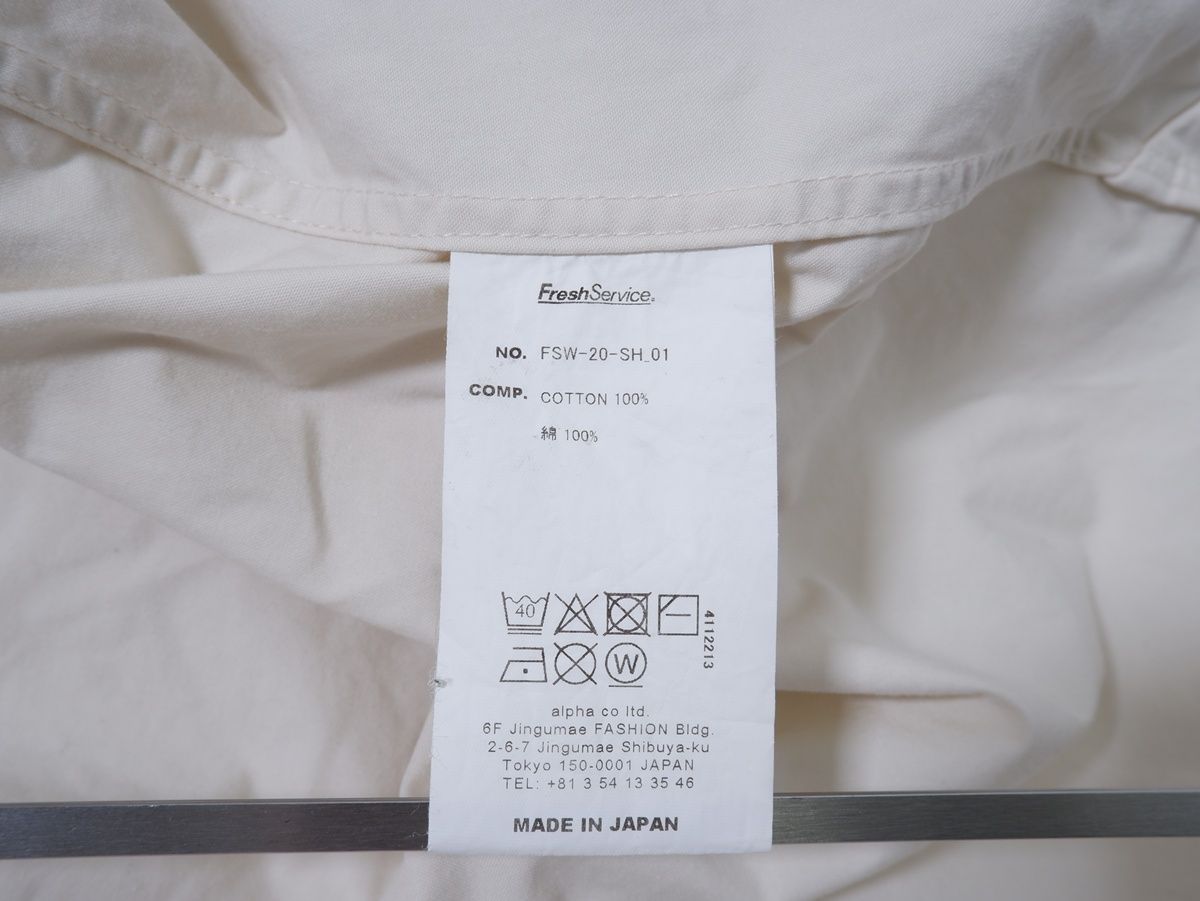 FreshService®
NO. FSW-20-SH_01
COMP. COTTON 100%
綿 100%
40
W
4112213
alpha co ltd.
6F Jingumae FASHION Bldg.
2-6-7 Jingumae Shibuya-ku
Tokyo 150-0001 JAPAN
TEL: +81 3 54 13 35 46
MADE IN JAPAN